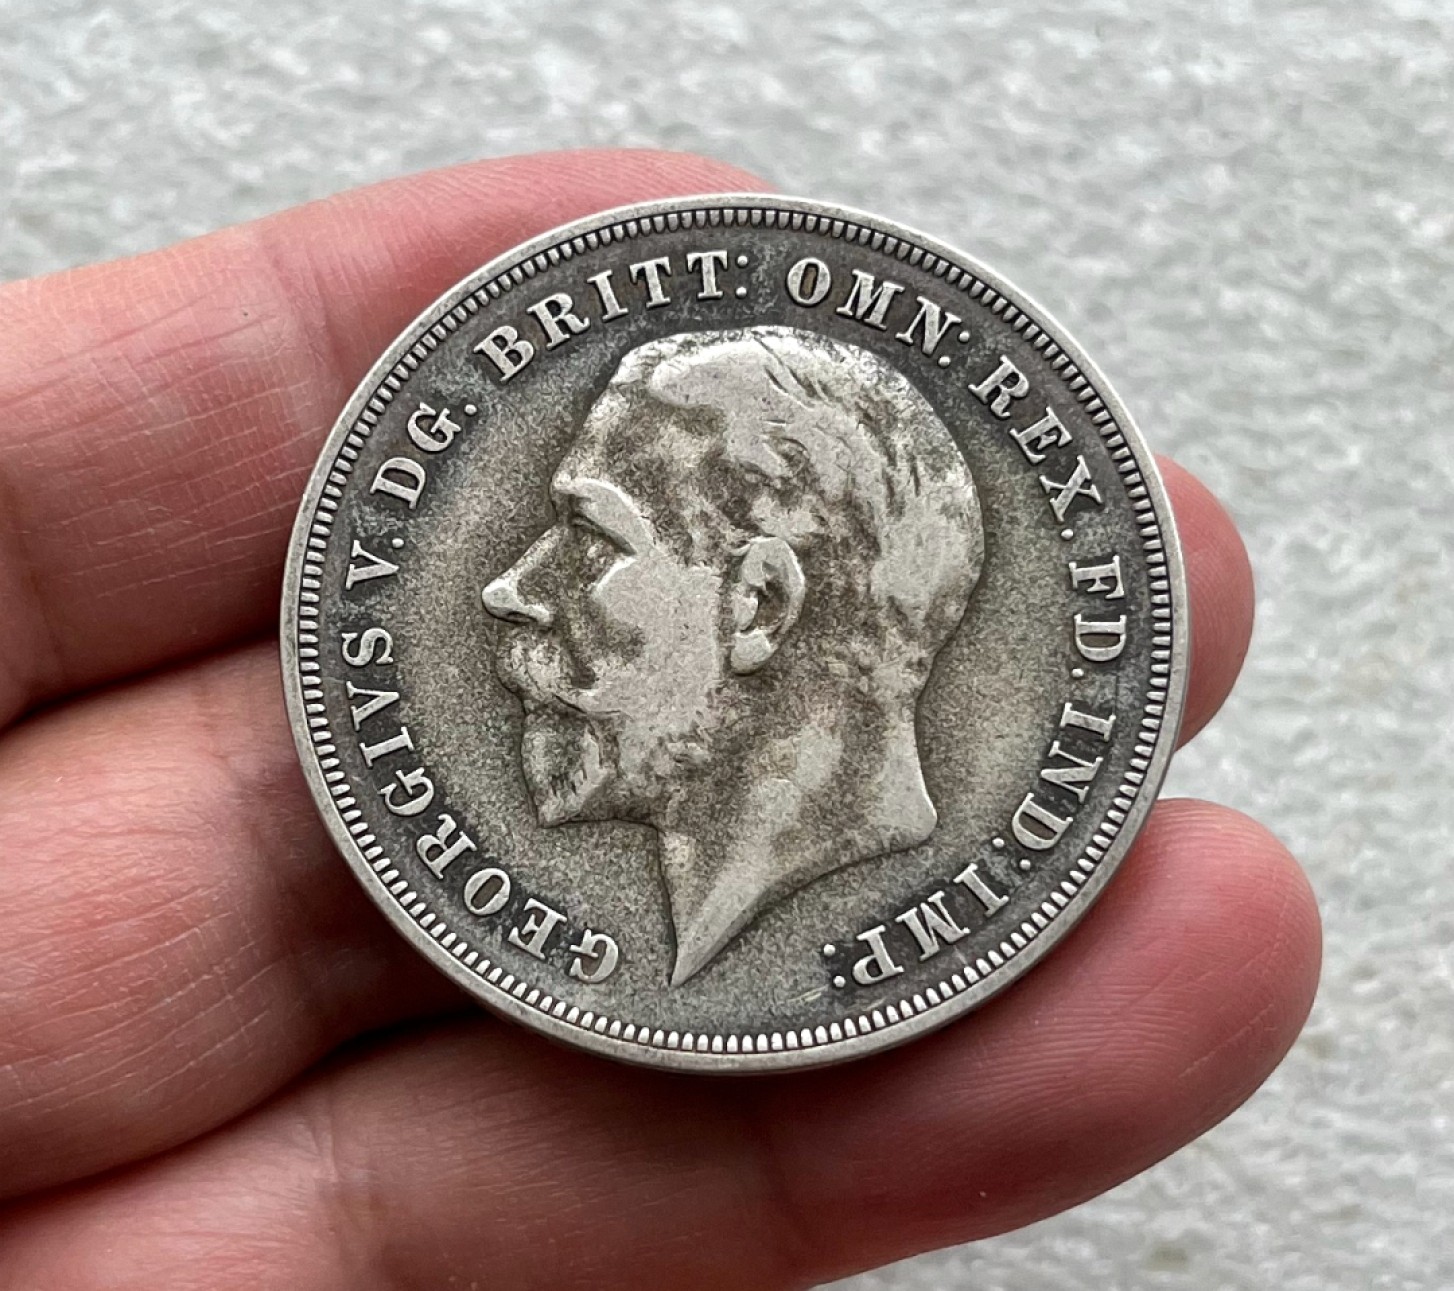 GEORGIVS V. DG. BRITT: OMN: REX. FD. IND: IMP: